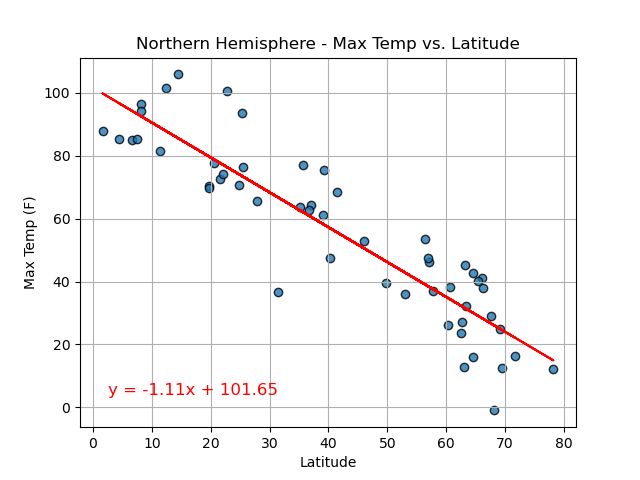 Northern Hemisphere - Max Temp vs. Latitude
Max Temp (F)
100
80
60
40
20
0
y = -1.11x + 101.65
0 10 20 30 40 50 60 70 80
Latitude